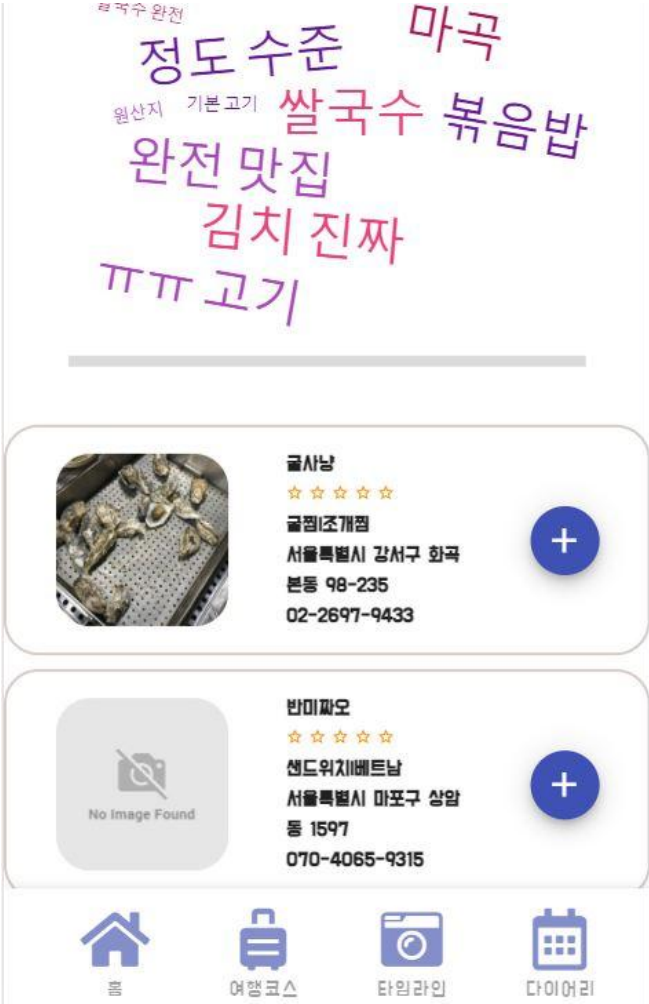 쌀국수 완전
마곡
정도 수준
원산지
기본 고기
쌀국수
볶음밥
완전 맛집
김치 진짜
ㅠㅠ 고기
굴사냥
굴찜|조개찜
서울특별시 강서구 화곡
본동 98-235
02-2697-9433
반미짜오
샌드위치|베트남
서울특별시 마포구 상암
동 1597
070-4065-9315
No Image Found
홈
여행코스
타임라인
다이어리